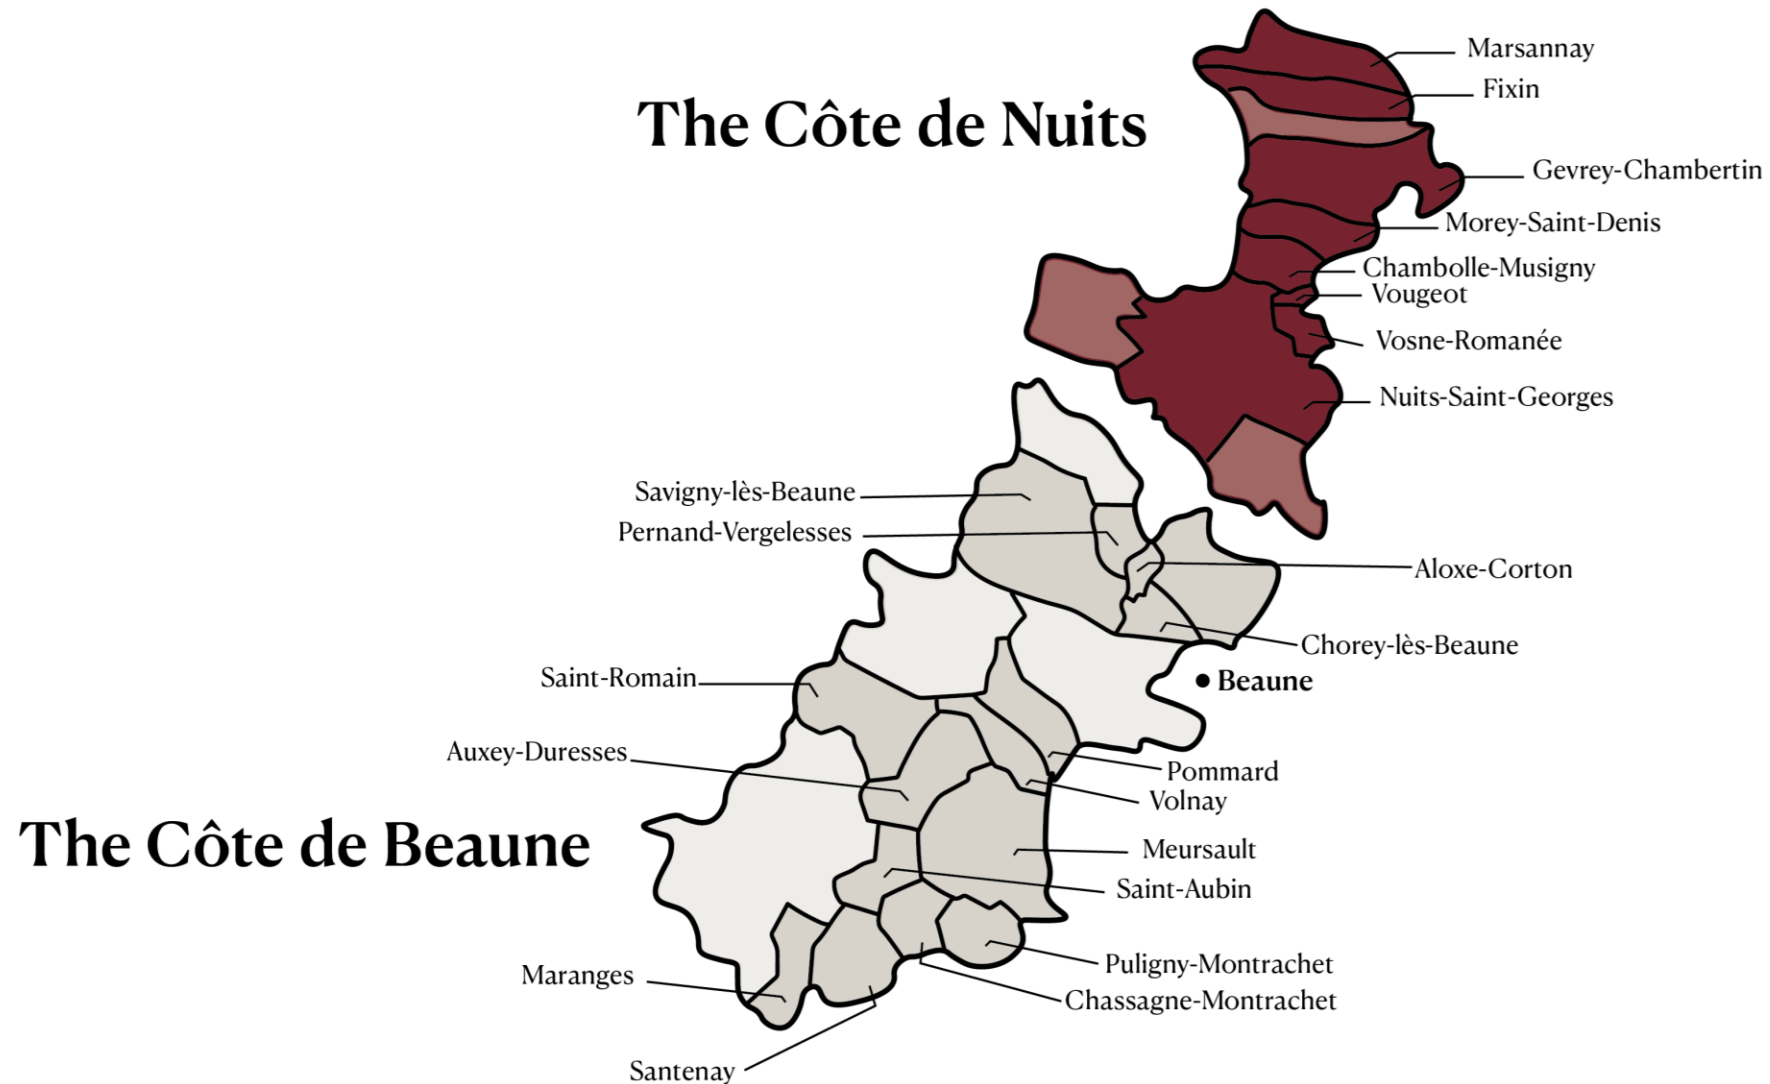 Marsannay
Fixin
The Côte de Nuits
Gevrey-Chambertin
Morey-Saint-Denis
Chambolle-Musigny
Vougeot
Vosne-Romanée
Nuits-Saint-Georges
Savigny-lès-Beaune
Pernand-Vergelesses
Aloxe-Corton
Chorey-lès-Beaune
Saint-Romain
Beaune
Auxey-Duresses
Pommard
Volnay
The Côte de Beaune
Meursault
Saint-Aubin
Puligny-Montrachet
Maranges
Chassagne-Montrachet
Santenay